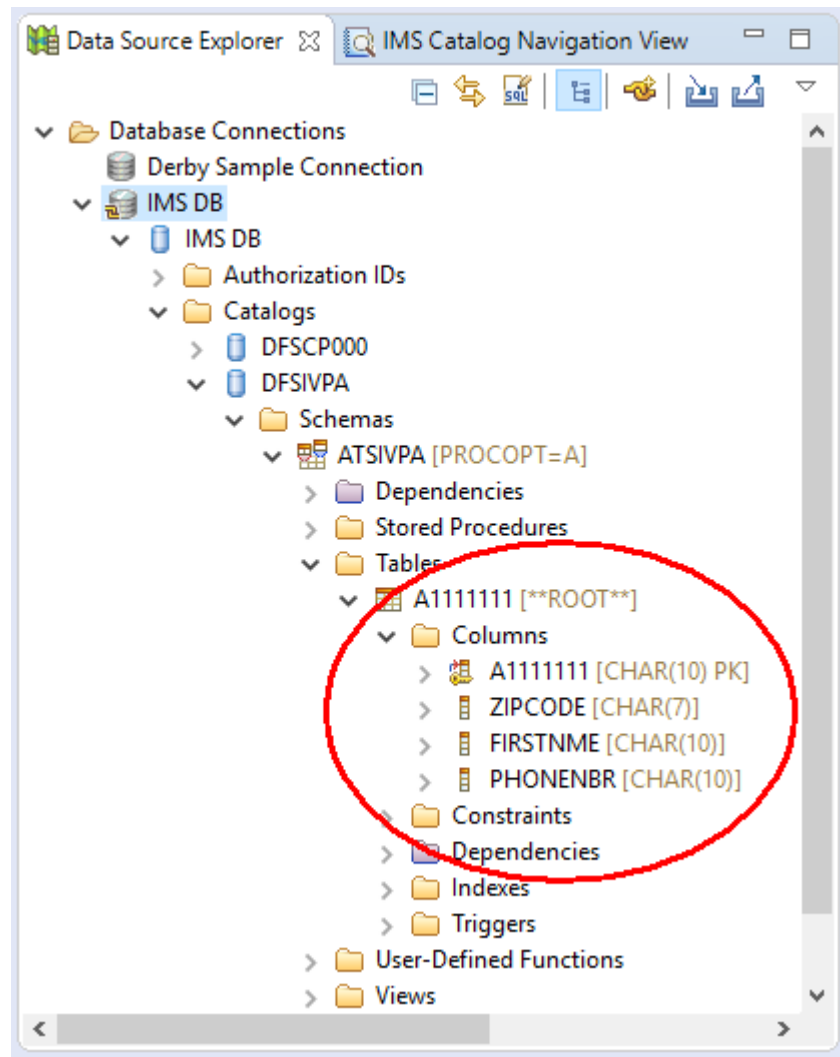 Data Source Explorer IMS Catalog Navigation View
SQL
Database Connections
Derby Sample Connection
IMS DB
IMS DB
Authorization IDs
Catalogs
DFSCP000
DFSIVPA
Schemas
ATSIVPA [PROCOPT=A]
Dependencies
Stored Procedures
Tables
A1111111 [**ROOT**]
Columns
A1111111 [CHAR(10) PK]
ZIPCODE [CHAR(7)]
FIRSTNME [CHAR(10)]
PHONENBR [CHAR(10)]
Constraints
Dependencies
Indexes
Triggers
User-Defined Functions
Views